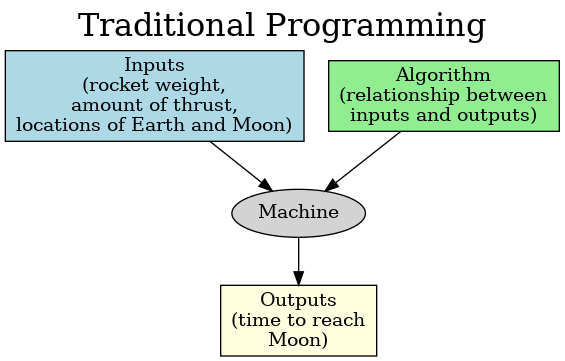 Traditional Programming
Inputs
(rocket weight,
amount of thrust,
locations of Earth and Moon)
Algorithm
(relationship between
inputs and outputs)
Machine
Outputs
(time to reach
Moon)